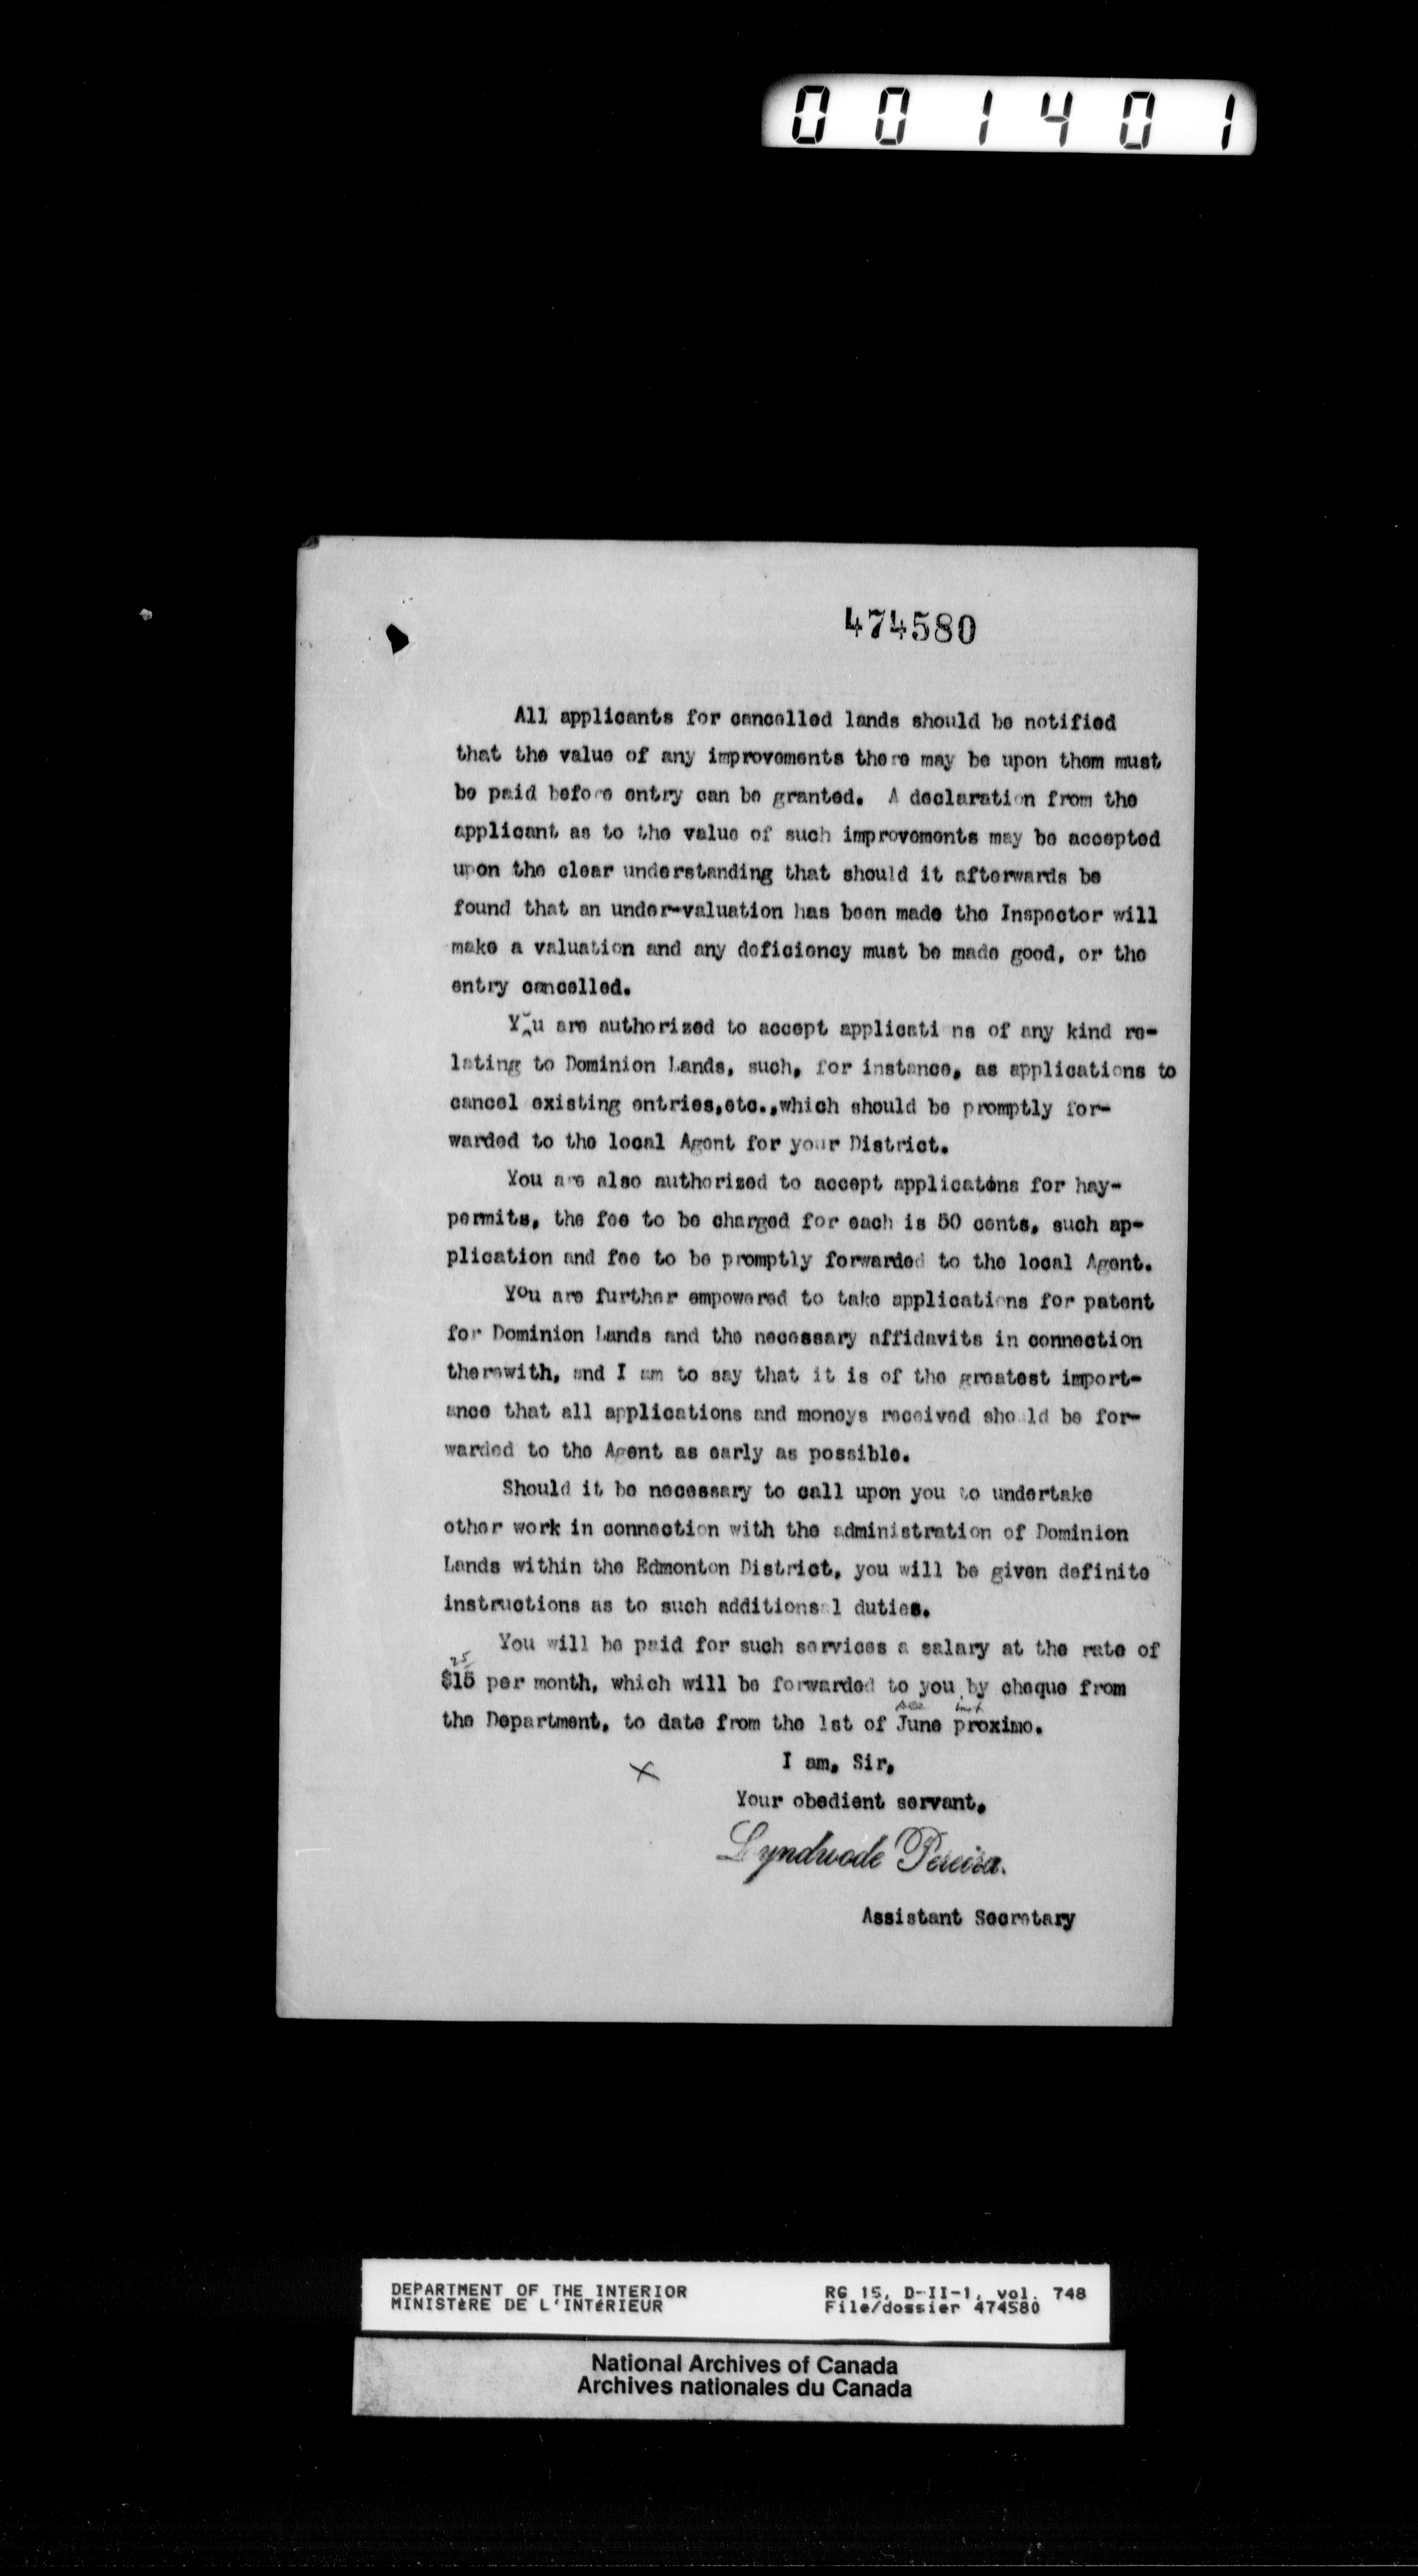 001401
474580
All applicants for cancelled lands should be notified
that the value of any improvements there may be upon them must
be paid before entry can be granted. A declaration from the
applicant as to the value of such improvements may be accepted
upon the clear understanding that should it afterwards be
found that an under-valuation has been made the Inspector will
make a valuation and any deficiency must be made good, or the
entry cancelled.
You are authorized to accept applicati ns of any kind re-
lating to Dominion Lands, such, for instance, as applications to
cancel existing entries,etc.,which should be promptly for-
warded to the local Agent for your District.
You are also authorized to accept applicatons for hay-
permits, the fee to be charged for each is 50 cents, such ap-
plication and fee to be promptly forwarded to the local Agent.
You are further empowered to take applications for patent
for Dominion Lands and the necessary affidavits in connection
therewith, and I am to say that it is of the greatest import-
ance that all applications and moneys received should be for-
warded to the Agent as early as possible.
Should it be necessary to call upon you to undertake
other work in connection with the administration of Dominion
Lands within the Edmonton District, you will be given definite
instructions as to such additionsal duties.
You will be paid for such services a salary at the rate of
25
$15 per month, which will be forwarded to you by cheque from
inst
the Department, to date from the 1st of June proximo.
I am, Sir,
Your obedient servant,
Lyndwode Pereira.
Assistant Secretary
DEPARTMENT OF THE INTERIOR RG 15, D-II-1, vol. 748
MINISTèRE DE L'INTéRIEUR File/dossier 474580
National Archives of Canada
Archives nationales du Canada